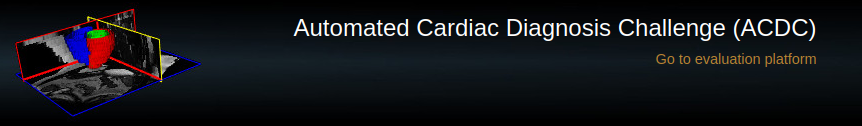 Automated Cardiac Diagnosis Challenge (ACDC)
Go to evaluation platform